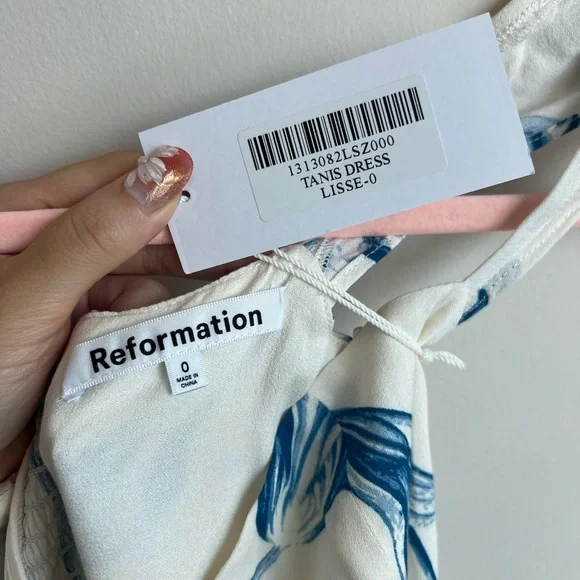 1313082LSZ000
TANIS DRESS
LISSE-0
Reformation
0
MADE IN
CHINA